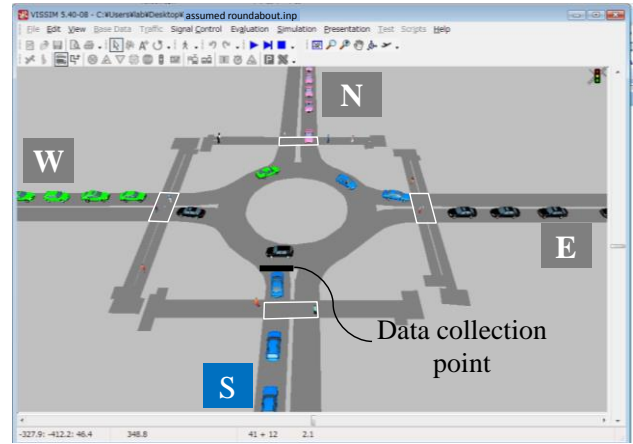 VISSIM 5.40-08 - C:¥Users¥lab¥Desktop¥ assumed roundabout.inp
File Edit View Base Data Traffic Signal Control Evaluation Simulation Presentation Test Scripts Help
N
W
E
Data collection
point
S
-327.9: -412.2: 46.4 348.8 41 + 12 2.1